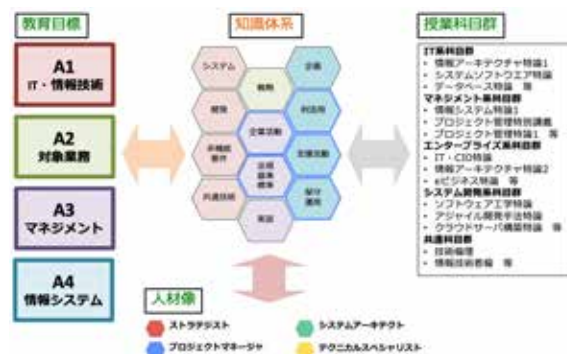 教育目標
知識体系
授業科目群
A1
IT・情報技術
A2
対象業務
A3
マネジメント
A4
情報システム
システム
企画
業務
開発
利活用
企業活動
非機能
要件
支援活動
法規
基準
標準
共通技術
保守
運用
実証
IT系科目群
• 情報アーキテクチャ特論1
• システムソフトウエア特論
• データベース特論 等
マネジメント系科目群
• 情報システム特論1
• プロジェクト管理特別講義
• プロジェクト管理特論1 等
エンタープライズ系科目群
• IT・CIO特論
• 情報アーキテクチャ特論2
• eビジネス特論 等
システム開発系科目群
• ソフトウェア工学特論
• アジャイル開発手法特論
• クラウドサーバ構築特論 等
共通科目群
• 技術倫理
• 情報技術者倫 等
人材像
ストラテジスト
システムアーキテクト
プロジェクトマネージャ
テクニカルスペシャリスト